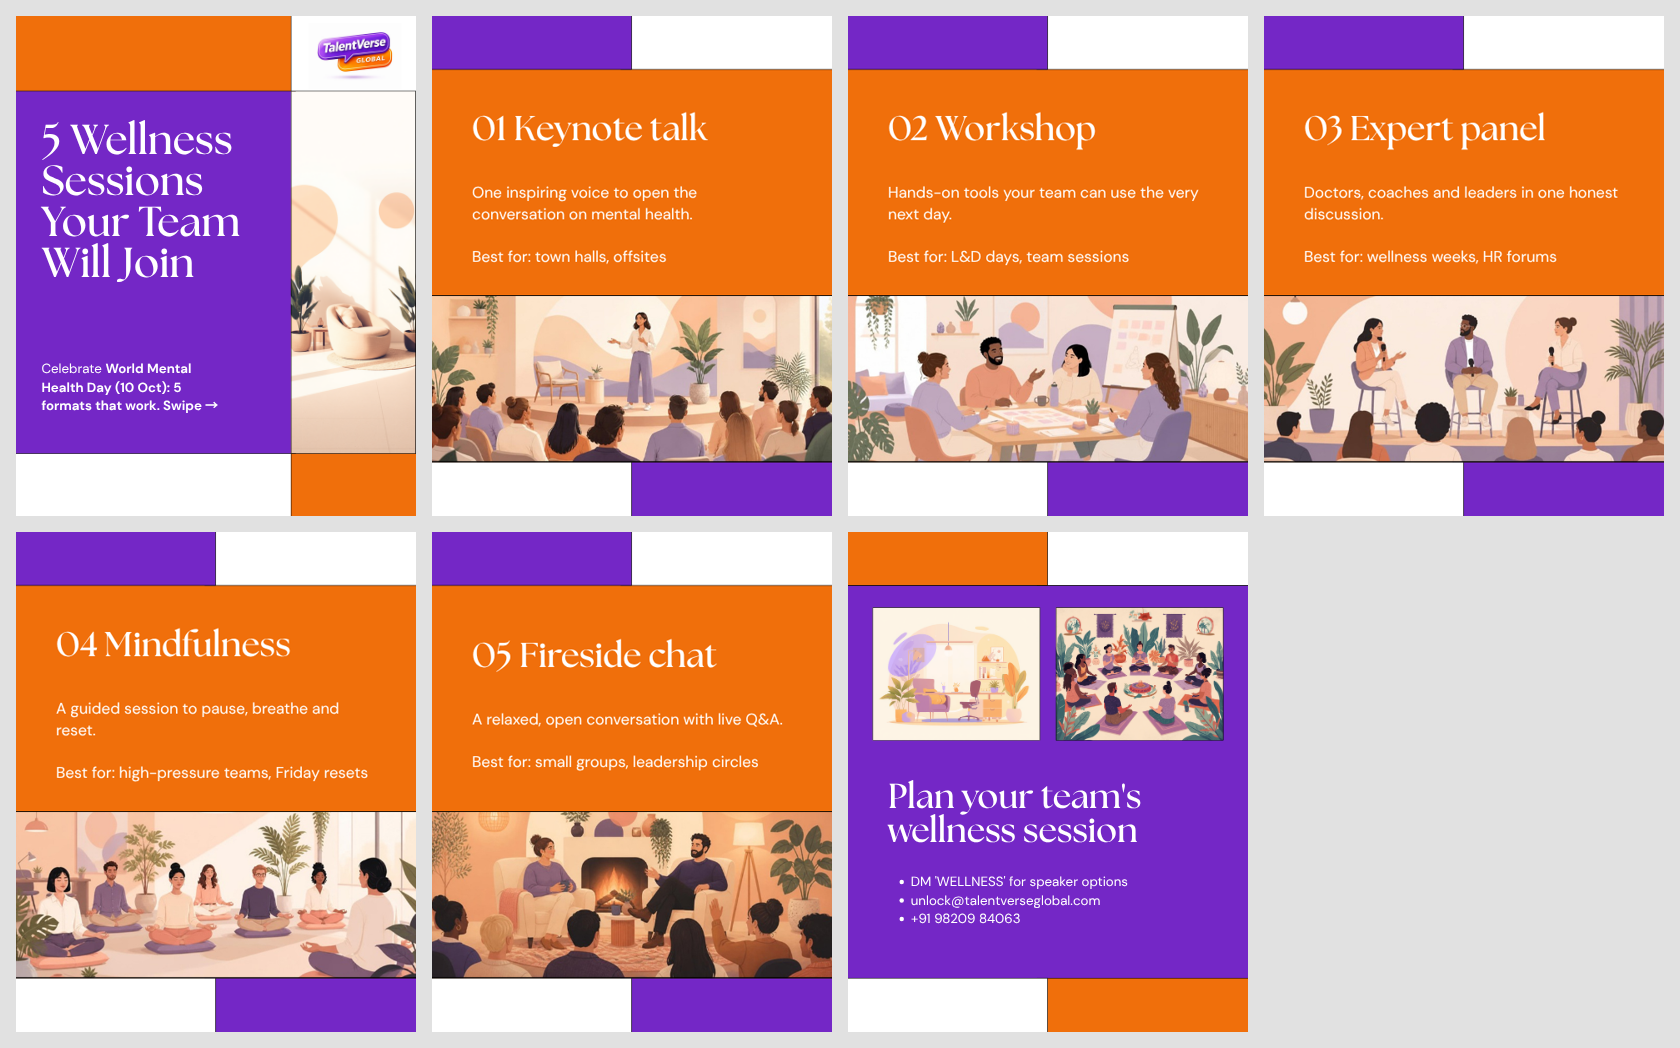 TalentVerse
GLOBAL
5 Wellness
Sessions
Your Team
Will Join
Celebrate World Mental
Health Day (10 Oct): 5
formats that work. Swipe →
01 Keynote talk
One inspiring voice to open the
conversation on mental health.
Best for: town halls, offsites
02 Workshop
Hands-on tools your team can use the very
next day.
Best for: L&D days, team sessions
03 Expert panel
Doctors, coaches and leaders in one honest
discussion.
Best for: wellness weeks, HR forums
04 Mindfulness
A guided session to pause, breathe and
reset.
Best for: high-pressure teams, Friday resets
05 Fireside chat
A relaxed, open conversation with live Q&A.
Best for: small groups, leadership circles
Plan your team's
wellness session
• DM 'WELLNESS' for speaker options
• unlock@talentverseglobal.com
• +91 98209 84063